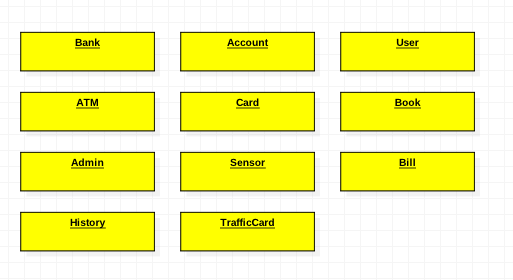 Bank
Account
User
ATM
Card
Book
Admin
Sensor
Bill
History
TrafficCard